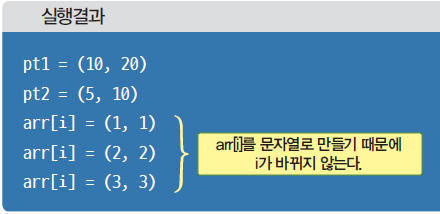 실행결과
pt1 = (10, 20)
pt2 = (5, 10)
arr[i] = (1, 1)
arr[i] = (2, 2)
arr[i] = (3, 3)
arr[i]를 문자열로 만들기 때문에
i가 바뀌지 않는다.